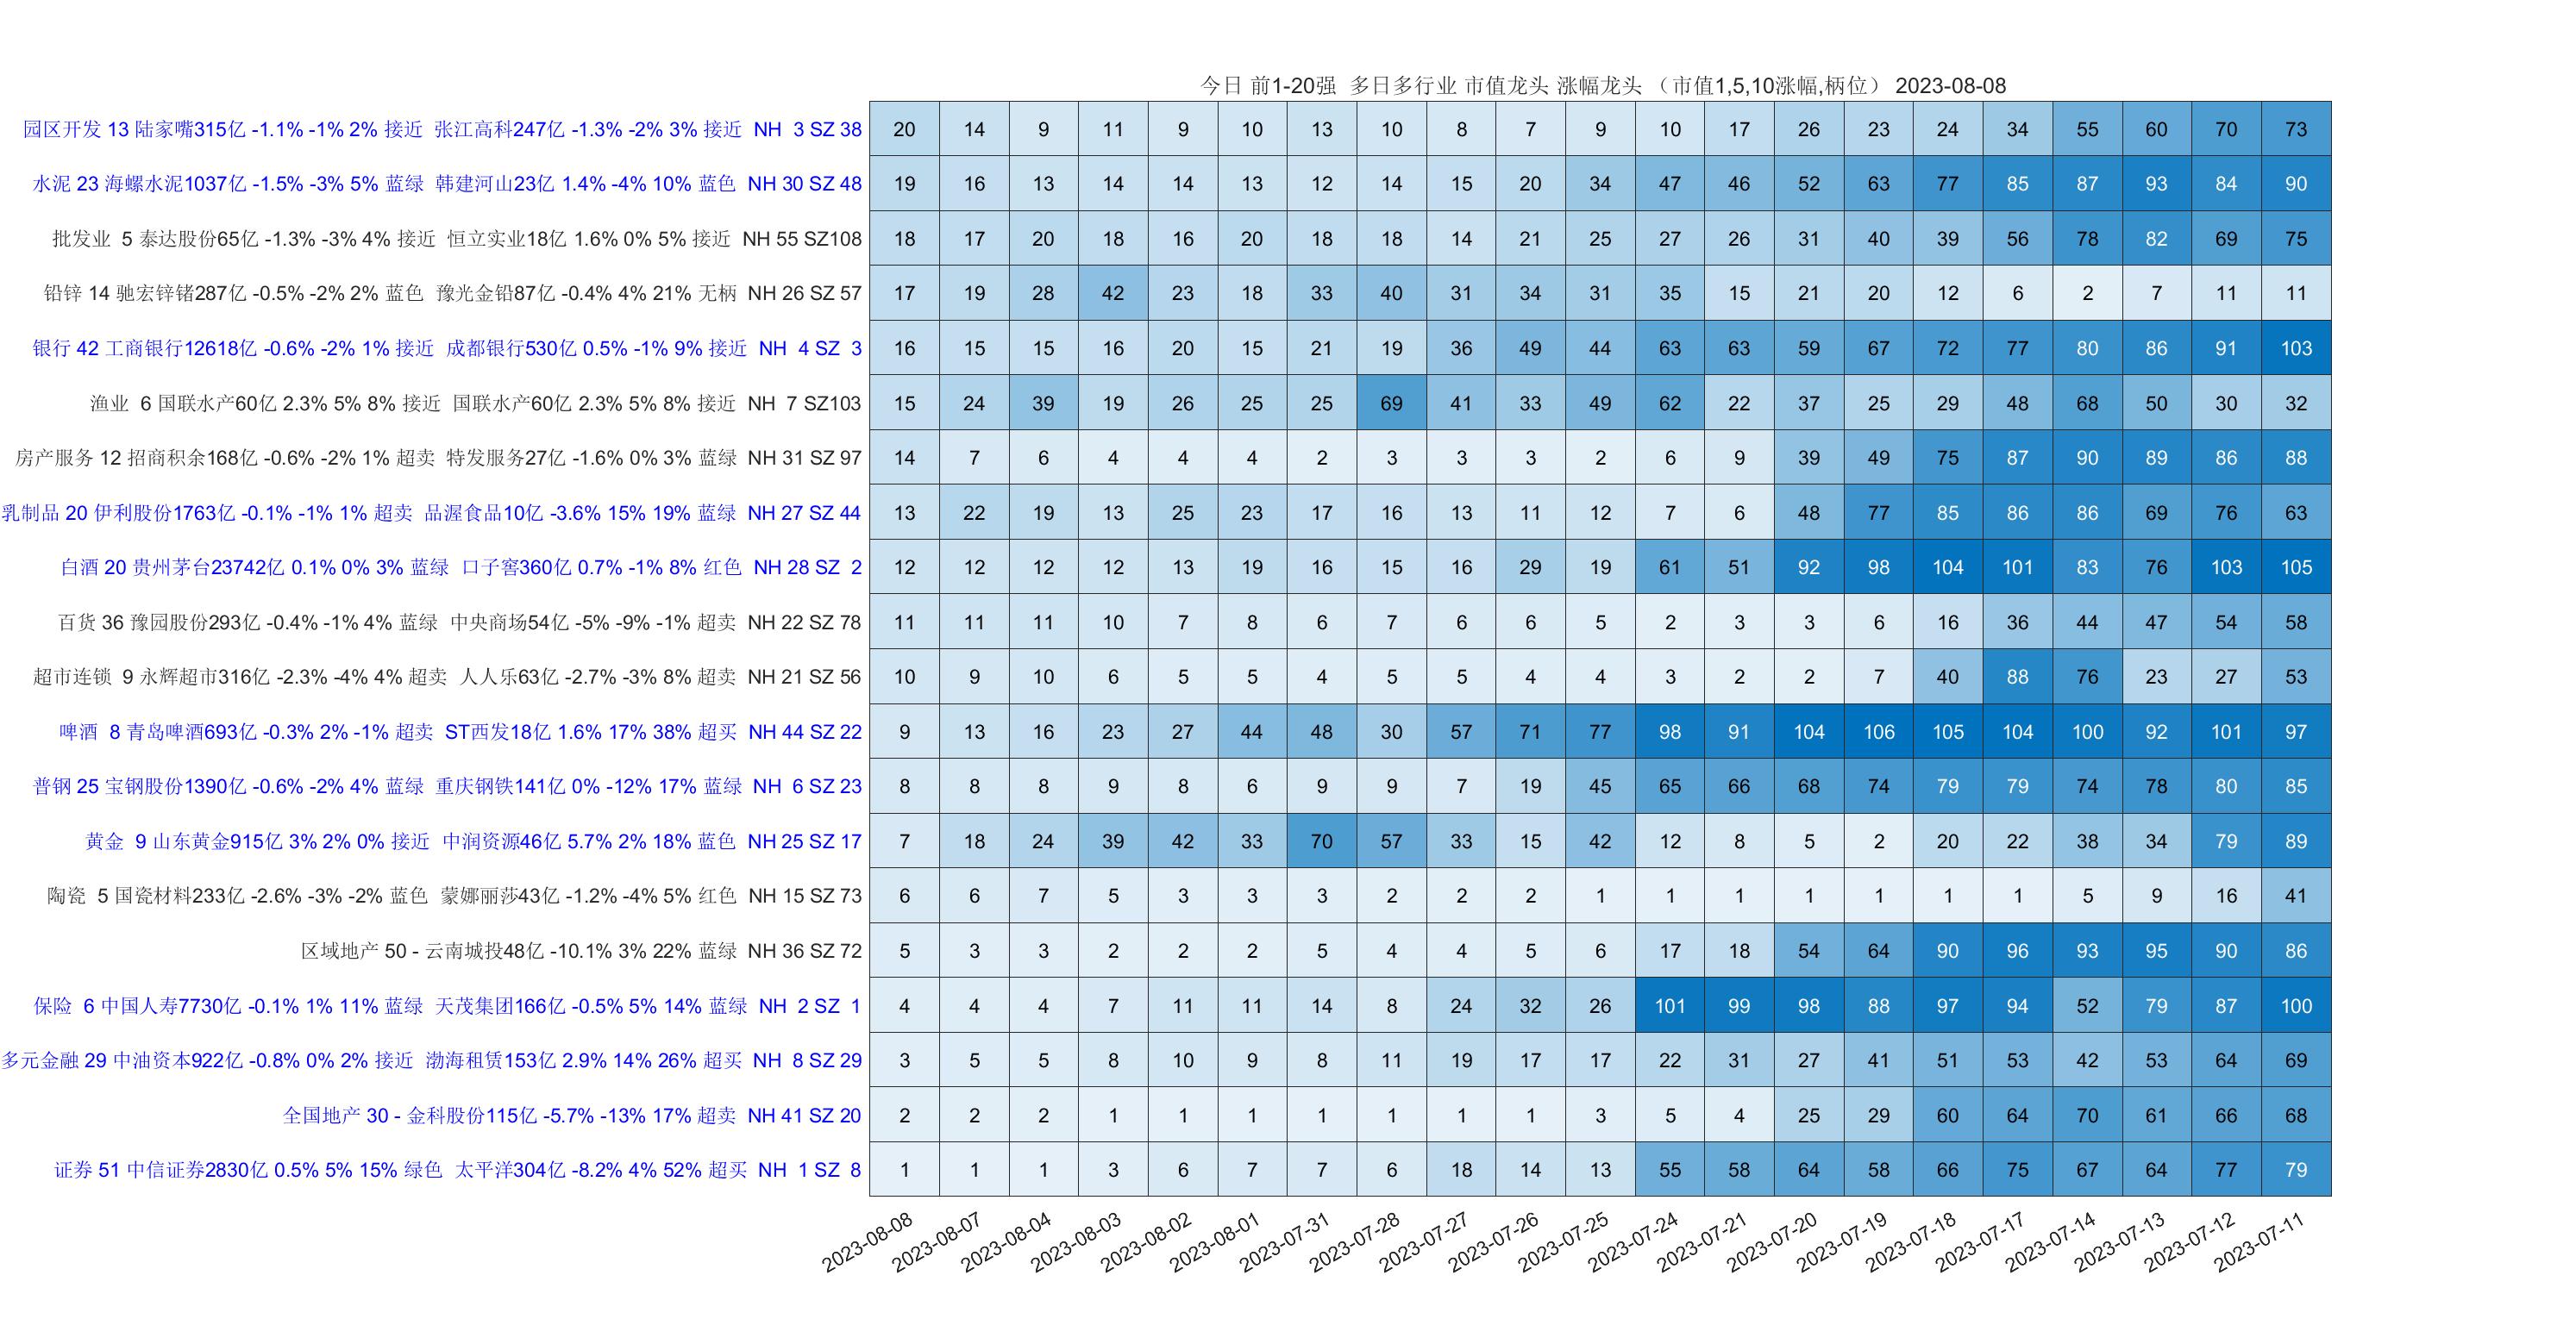 今日 前1-20强 多日多行业 市值龙头 涨幅龙头 （市值1,5,10涨幅,柄位） 2023-08-08
园区开发 13 陆家嘴315亿 -1.1% -1% 2% 接近 张江高科247亿 -1.3% -2% 3% 接近 NH 3 SZ 38 20 14 9 11 9 10 13 10 8 7 9 10 17 26 23 24 34 55 60 70 73
水泥 23 海螺水泥1037亿 -1.5% -3% 5% 蓝绿 韩建河山23亿 1.4% -4% 10% 蓝色 NH 30 SZ 48 19 16 13 14 14 13 12 14 15 20 34 47 46 52 63 77 85 87 93 84 90
批发业 5 泰达股份65亿 -1.3% -3% 4% 接近 恒立实业18亿 1.6% 0% 5% 接近 NH 55 SZ108 18 17 20 18 16 20 18 18 14 21 25 27 26 31 40 39 56 78 82 69 75
铅锌 14 驰宏锌锗287亿 -0.5% -2% 2% 蓝色 豫光金铅87亿 -0.4% 4% 21% 无柄 NH 26 SZ 57 17 19 28 42 23 18 33 40 31 34 31 35 15 21 20 12 6 2 7 11 11
银行 42 工商银行12618亿 -0.6% -2% 1% 接近 成都银行530亿 0.5% -1% 9% 接近 NH 4 SZ 3 16 15 15 16 20 15 21 19 36 49 44 63 63 59 67 72 77 80 86 91 103
渔业 6 国联水产60亿 2.3% 5% 8% 接近 国联水产60亿 2.3% 5% 8% 接近 NH 7 SZ103 15 24 39 19 26 25 25 69 41 33 49 62 22 37 25 29 48 68 50 30 32
房产服务 12 招商积余168亿 -0.6% -2% 1% 超卖 特发服务27亿 -1.6% 0% 3% 蓝绿 NH 31 SZ 97 14 7 6 4 4 4 2 3 3 3 2 6 9 39 49 75 87 90 89 86 88
乳制品 20 伊利股份1763亿 -0.1% -1% 1% 超卖 品渥食品10亿 -3.6% 15% 19% 蓝绿 NH 27 SZ 44 13 22 19 13 25 23 17 16 13 11 12 7 6 48 77 85 86 86 69 76 63
白酒 20 贵州茅台23742亿 0.1% 0% 3% 蓝绿 口子窖360亿 0.7% -1% 8% 红色 NH 28 SZ 2 12 12 12 12 13 19 16 15 16 29 19 61 51 92 98 104 101 83 76 103 105
百货 36 豫园股份293亿 -0.4% -1% 4% 蓝绿 中央商场54亿 -5% -9% -1% 超卖 NH 22 SZ 78 11 11 11 10 7 8 6 7 6 6 5 2 3 3 6 16 36 44 47 54 58
超市连锁 9 永辉超市316亿 -2.3% -4% 4% 超卖 人人乐63亿 -2.7% -3% 8% 超卖 NH 21 SZ 56 10 9 10 6 5 5 4 5 5 4 4 3 2 2 7 40 88 76 23 27 53
啤酒 8 青岛啤酒693亿 -0.3% 2% -1% 超卖 ST西发18亿 1.6% 17% 38% 超买 NH 44 SZ 22 9 13 16 23 27 44 48 30 57 71 77 98 91 104 106 105 104 100 92 101 97
普钢 25 宝钢股份1390亿 -0.6% -2% 4% 蓝绿 重庆钢铁141亿 0% -12% 17% 蓝绿 NH 6 SZ 23 8 8 8 9 8 6 9 9 7 19 45 65 66 68 74 79 79 74 78 80 85
黄金 9 山东黄金915亿 3% 2% 0% 接近 中润资源46亿 5.7% 2% 18% 蓝色 NH 25 SZ 17 7 18 24 39 42 33 70 57 33 15 42 12 8 5 2 20 22 38 34 79 89
陶瓷 5 国瓷材料233亿 -2.6% -3% -2% 蓝色 蒙娜丽莎43亿 -1.2% -4% 5% 红色 NH 15 SZ 73 6 6 7 5 3 3 3 2 2 2 1 1 1 1 1 1 1 5 9 16 41
区域地产 50 - 云南城投48亿 -10.1% 3% 22% 蓝绿 NH 36 SZ 72 5 3 3 2 2 2 5 4 4 5 6 17 18 54 64 90 96 93 95 90 86
保险 6 中国人寿7730亿 -0.1% 1% 11% 蓝绿 天茂集团166亿 -0.5% 5% 14% 蓝绿 NH 2 SZ 1 4 4 4 7 11 11 14 8 24 32 26 101 99 98 88 97 94 52 79 87 100
多元金融 29 中油资本922亿 -0.8% 0% 2% 接近 渤海租赁153亿 2.9% 14% 26% 超买 NH 8 SZ 29 3 5 5 8 10 9 8 11 19 17 17 22 31 27 41 51 53 42 53 64 69
全国地产 30 - 金科股份115亿 -5.7% -13% 17% 超卖 NH 41 SZ 20 2 2 2 1 1 1 1 1 1 1 3 5 4 25 29 60 64 70 61 66 68
证券 51 中信证券2830亿 0.5% 5% 15% 绿色 太平洋304亿 -8.2% 4% 52% 超买 NH 1 SZ 8 1 1 1 3 6 7 7 6 18 14 13 55 58 64 58 66 75 67 64 77 79
2023-08-08 2023-08-07 2023-08-04 2023-08-03 2023-08-02 2023-08-01 2023-07-31 2023-07-28 2023-07-27 2023-07-26 2023-07-25 2023-07-24 2023-07-21 2023-07-20 2023-07-19 2023-07-18 2023-07-17 2023-07-14 2023-07-13 2023-07-12 2023-07-11